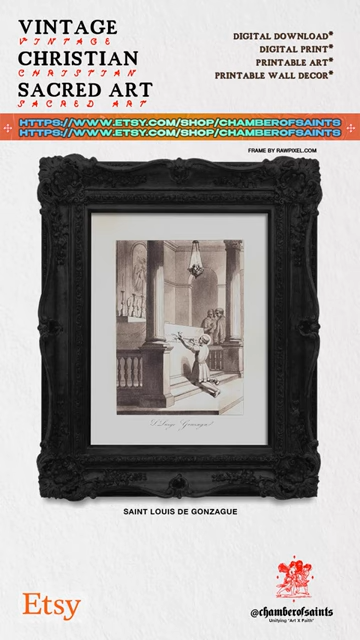 VINTAGE
VINTAGE
CHRISTIAN
CHRISTIAN
SACRED ART
SACRED ART
DIGITAL DOWNLOAD*
DIGITAL PRINT*
PRINTABLE ART*
PRINTABLE WALL DECOR*
HTTPS://WWW.ETSY.COM/SHOP/CHAMBEROFSAINTS
HTTPS://WWW.ETSY.COM/SHOP/CHAMBEROFSAINTS
FRAME BY RAWPIXEL.COM
S. Luigi Gonzaga
SAINT LOUIS DE GONZAGUE
Etsy
@chamberofsaints
Unifying "Art X Faith"